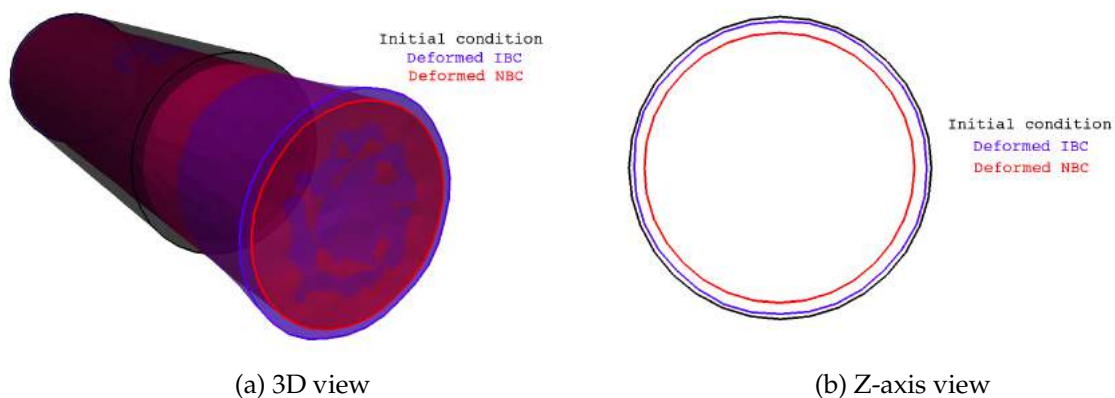 Initial condition
Deformed IBC
Deformed NBC
Initial condition
Deformed IBC
Deformed NBC
(a) 3D view
(b) Z-axis view